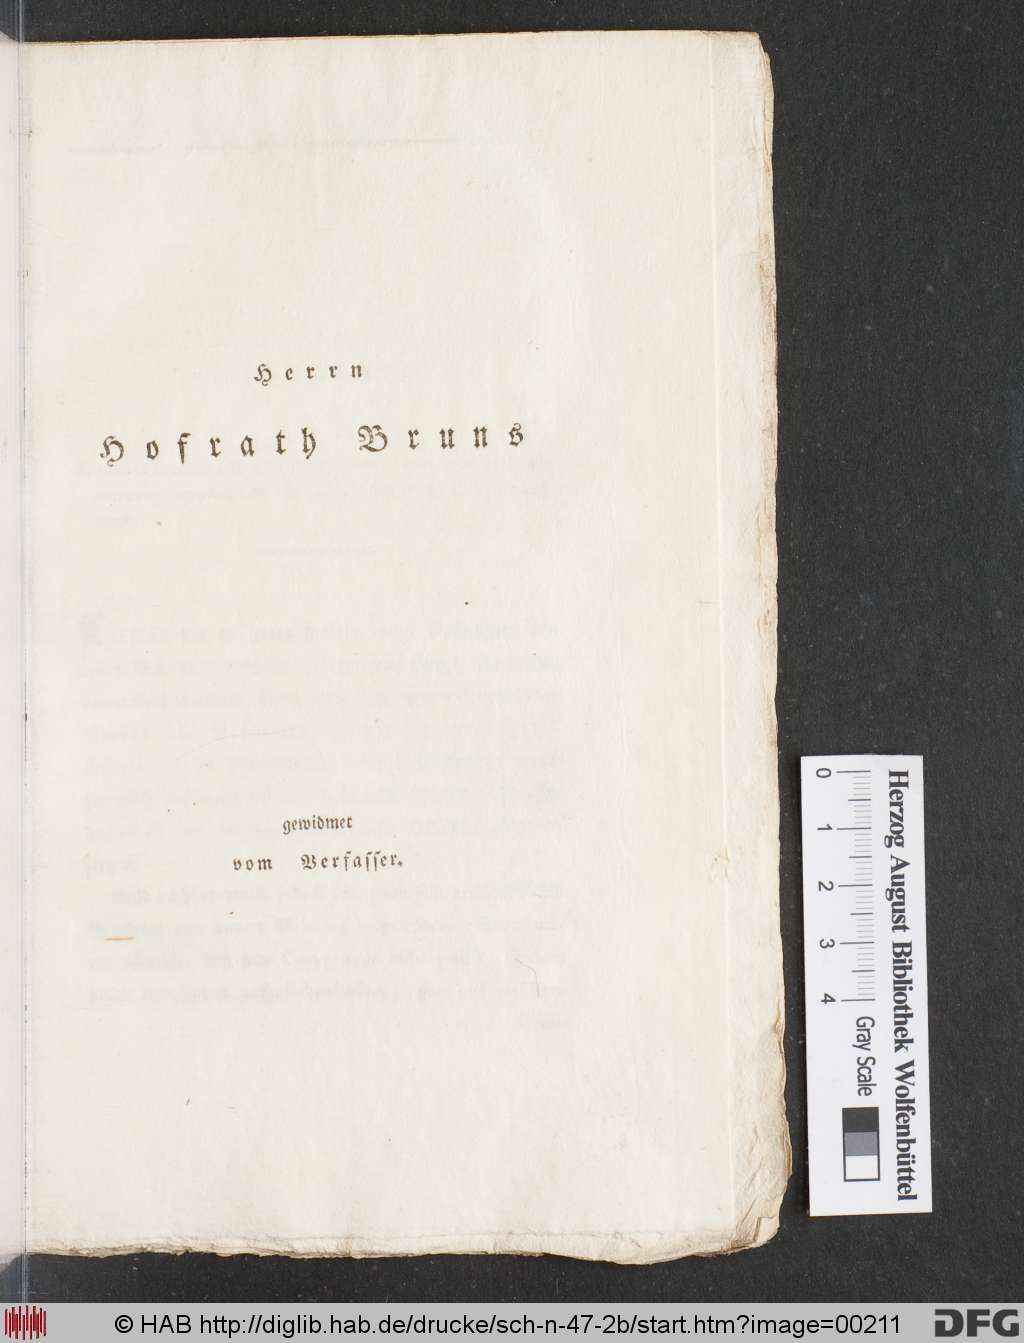 Herrn
Hofrath Bruns
gewidmet
vom Verfasser.
0 1 2 3 4
Gray Scale
Herzog August Bibliothek Wolfenbüttel
© HAB http://diglib.hab.de/drucke/sch-n-47-2b/start.htm?image=00211
DFG